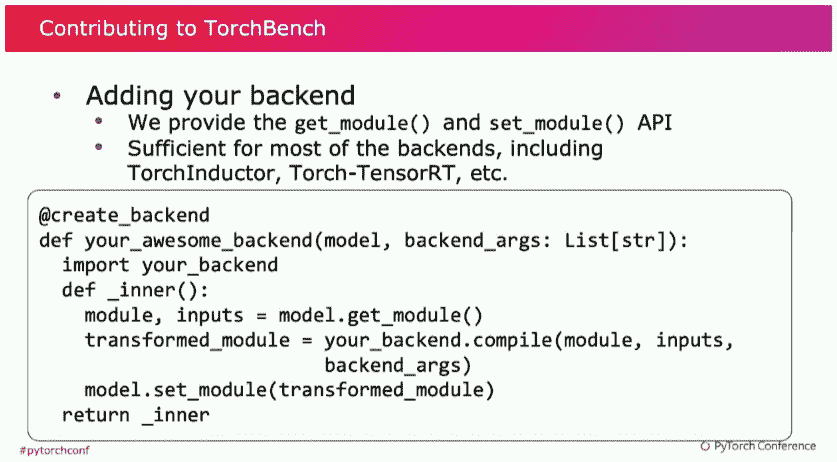 Contributing to TorchBench
• Adding your backend
• We provide the get_module() and set_module() API
• Sufficient for most of the backends, including
TorchInductor, Torch-TensorRT, etc.
@create_backend
def your_awesome_backend(model, backend_args: List[str]):
  import your_backend
  def _inner():
    module, inputs = model.get_module()
    transformed_module = your_backend.compile(module, inputs,
                         backend_args)
    model.set_module(transformed_module)
  return _inner
#pytorchconf
PyTorch Conference